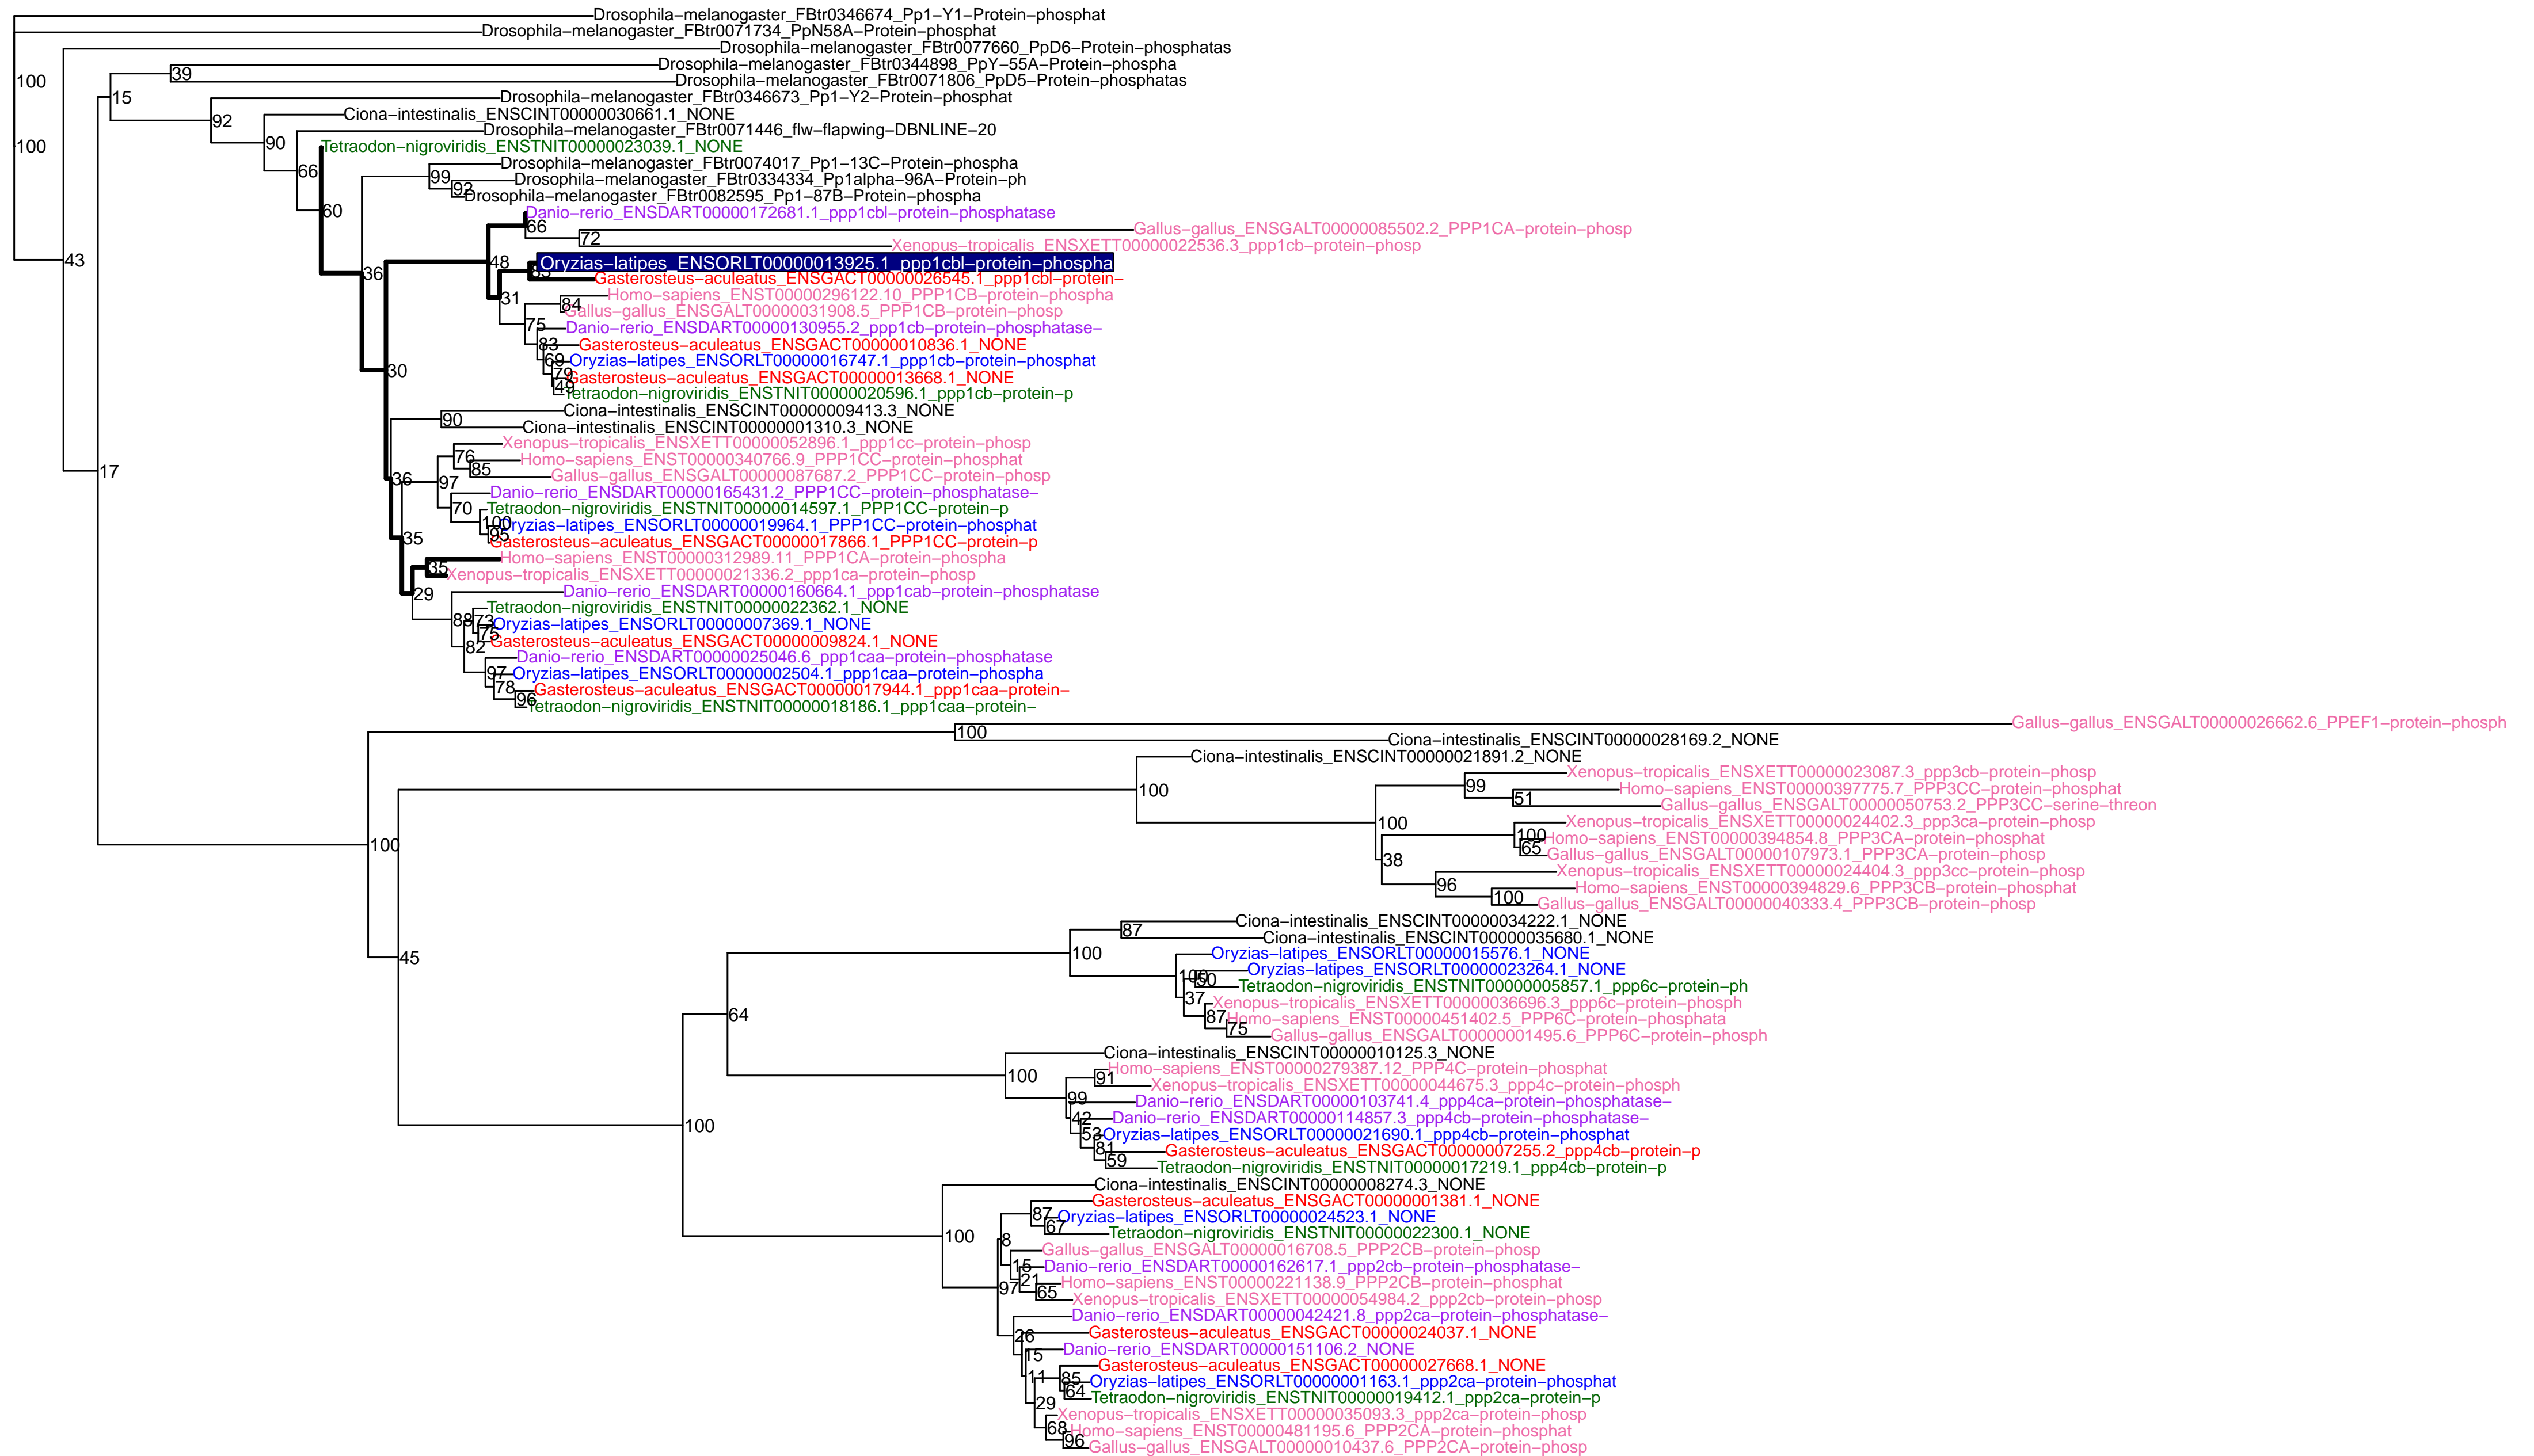 Drosophila−melanogaster_FBtr0346674_Pp1−Y1−Protein−phosphat
Drosophila−melanogaster_FBtr0071734_PpN58A−Protein−phosphat
Drosophila−melanogaster_FBtr0077660_PpD6−Protein−phosphatas
Drosophila−melanogaster_FBtr0344898_PpY−55A−Protein−phospha
39
100
Drosophila−melanogaster_FBtr0071806_PpD5−Protein−phosphatas
15
Drosophila−melanogaster_FBtr0346673_Pp1−Y2−Protein−phosphat
Ciona−intestinalis_ENSCINT00000030661.1_NONE
92
Drosophila−melanogaster_FBtr0071446_flw−flapwing−DBNLINE−20
90
100
Tetraodon−nigroviridis_ENSTNIT00000023039.1_NONE
Drosophila−melanogaster_FBtr0074017_Pp1−13C−Protein−phospha
66
99
Drosophila−melanogaster_FBtr0334334_Pp1alpha−96A−Protein−ph
92
Drosophila−melanogaster_FBtr0082595_Pp1−87B−Protein−phospha
60
Danio−rerio_ENSDART00000172681.1_ppp1cbl−protein−phosphatase
66
Gallus−gallus_ENSGALT00000085502.2_PPP1CA−protein−phosp
72
Xenopus−tropicalis_ENSXETT00000022536.3_ppp1cb−protein−phosp
43
48
Oryzias−latipes_ENSORLT00000013925.1_ppp1cbl−protein−phospha
83
36
Gasterosteus−aculeatus_ENSGACT00000026545.1_ppp1cbl−protein−
Homo−sapiens_ENST00000296122.10_PPP1CB−protein−phospha
31
84
Gallus−gallus_ENSGALT00000031908.5_PPP1CB−protein−phosp
75
Danio−rerio_ENSDART00000130955.2_ppp1cb−protein−phosphatase−
83
Gasterosteus−aculeatus_ENSGACT00000010836.1_NONE
69
Oryzias−latipes_ENSORLT00000016747.1_ppp1cb−protein−phosphat
30
79
Gasterosteus−aculeatus_ENSGACT00000013668.1_NONE
49
Tetraodon−nigroviridis_ENSTNIT00000020596.1_ppp1cb−protein−p
Ciona−intestinalis_ENSCINT00000009413.3_NONE
90
Ciona−intestinalis_ENSCINT00000001310.3_NONE
Xenopus−tropicalis_ENSXETT00000052896.1_ppp1cc−protein−phosp
76
Homo−sapiens_ENST00000340766.9_PPP1CC−protein−phosphat
85
17
Gallus−gallus_ENSGALT00000087687.2_PPP1CC−protein−phosp
36
97
Danio−rerio_ENSDART00000165431.2_PPP1CC−protein−phosphatase−
70
Tetraodon−nigroviridis_ENSTNIT00000014597.1_PPP1CC−protein−p
100
Oryzias−latipes_ENSORLT00000019964.1_PPP1CC−protein−phosphat
95
35
Gasterosteus−aculeatus_ENSGACT00000017866.1_PPP1CC−protein−p
Homo−sapiens_ENST00000312989.11_PPP1CA−protein−phospha
35
Xenopus−tropicalis_ENSXETT00000021336.2_ppp1ca−protein−phosp
29
Danio−rerio_ENSDART00000160664.1_ppp1cab−protein−phosphatase
Tetraodon−nigroviridis_ENSTNIT00000022362.1_NONE
88
73
Oryzias−latipes_ENSORLT00000007369.1_NONE
75
Gasterosteus−aculeatus_ENSGACT00000009824.1_NONE
82
Danio−rerio_ENSDART00000025046.6_ppp1caa−protein−phosphatase
97
Oryzias−latipes_ENSORLT00000002504.1_ppp1caa−protein−phospha
78
Gasterosteus−aculeatus_ENSGACT00000017944.1_ppp1caa−protein−
96
Tetraodon−nigroviridis_ENSTNIT00000018186.1_ppp1caa−protein−
Gallus−gallus_ENSGALT00000026662.6_PPEF1−protein−phosph
100
Ciona−intestinalis_ENSCINT00000028169.2_NONE
Ciona−intestinalis_ENSCINT00000021891.2_NONE
Xenopus−tropicalis_ENSXETT00000023087.3_ppp3cb−protein−phosp
99
100
Homo−sapiens_ENST00000397775.7_PPP3CC−protein−phosphat
51
Gallus−gallus_ENSGALT00000050753.2_PPP3CC−serine−threon
100
Xenopus−tropicalis_ENSXETT00000024402.3_ppp3ca−protein−phosp
100
Homo−sapiens_ENST00000394854.8_PPP3CA−protein−phosphat
100
65
Gallus−gallus_ENSGALT00000107973.1_PPP3CA−protein−phosp
38
Xenopus−tropicalis_ENSXETT00000024404.3_ppp3cc−protein−phosp
96
Homo−sapiens_ENST00000394829.6_PPP3CB−protein−phosphat
100
Gallus−gallus_ENSGALT00000040333.4_PPP3CB−protein−phosp
Ciona−intestinalis_ENSCINT00000034222.1_NONE
87
Ciona−intestinalis_ENSCINT00000035680.1_NONE
100
45
Oryzias−latipes_ENSORLT00000015576.1_NONE
100
Oryzias−latipes_ENSORLT00000023264.1_NONE
50
Tetraodon−nigroviridis_ENSTNIT00000005857.1_ppp6c−protein−ph
37
Xenopus−tropicalis_ENSXETT00000036696.3_ppp6c−protein−phosph
64
87
Homo−sapiens_ENST00000451402.5_PPP6C−protein−phosphata
75
Gallus−gallus_ENSGALT00000001495.6_PPP6C−protein−phosph
Ciona−intestinalis_ENSCINT00000010125.3_NONE
Homo−sapiens_ENST00000279387.12_PPP4C−protein−phosphat
100
91
Xenopus−tropicalis_ENSXETT00000044675.3_ppp4c−protein−phosph
99
Danio−rerio_ENSDART00000103741.4_ppp4ca−protein−phosphatase−
42
Danio−rerio_ENSDART00000114857.3_ppp4cb−protein−phosphatase−
100
53
Oryzias−latipes_ENSORLT00000021690.1_ppp4cb−protein−phosphat
81
Gasterosteus−aculeatus_ENSGACT00000007255.2_ppp4cb−protein−p
59
Tetraodon−nigroviridis_ENSTNIT00000017219.1_ppp4cb−protein−p
Ciona−intestinalis_ENSCINT00000008274.3_NONE
Gasterosteus−aculeatus_ENSGACT00000001381.1_NONE
87
Oryzias−latipes_ENSORLT00000024523.1_NONE
67
Tetraodon−nigroviridis_ENSTNIT00000022300.1_NONE
100
8
Gallus−gallus_ENSGALT00000016708.5_PPP2CB−protein−phosp
15
Danio−rerio_ENSDART00000162617.1_ppp2cb−protein−phosphatase−
21
Homo−sapiens_ENST00000221138.9_PPP2CB−protein−phosphat
97
65
Xenopus−tropicalis_ENSXETT00000054984.2_ppp2cb−protein−phosp
Danio−rerio_ENSDART00000042421.8_ppp2ca−protein−phosphatase−
26
Gasterosteus−aculeatus_ENSGACT00000024037.1_NONE
15
Danio−rerio_ENSDART00000151106.2_NONE
Gasterosteus−aculeatus_ENSGACT00000027668.1_NONE
11
85
Oryzias−latipes_ENSORLT00000001163.1_ppp2ca−protein−phosphat
64
Tetraodon−nigroviridis_ENSTNIT00000019412.1_ppp2ca−protein−p
29
Xenopus−tropicalis_ENSXETT00000035093.3_ppp2ca−protein−phosp
68
Homo−sapiens_ENST00000481195.6_PPP2CA−protein−phosphat
96
Gallus−gallus_ENSGALT00000010437.6_PPP2CA−protein−phosp